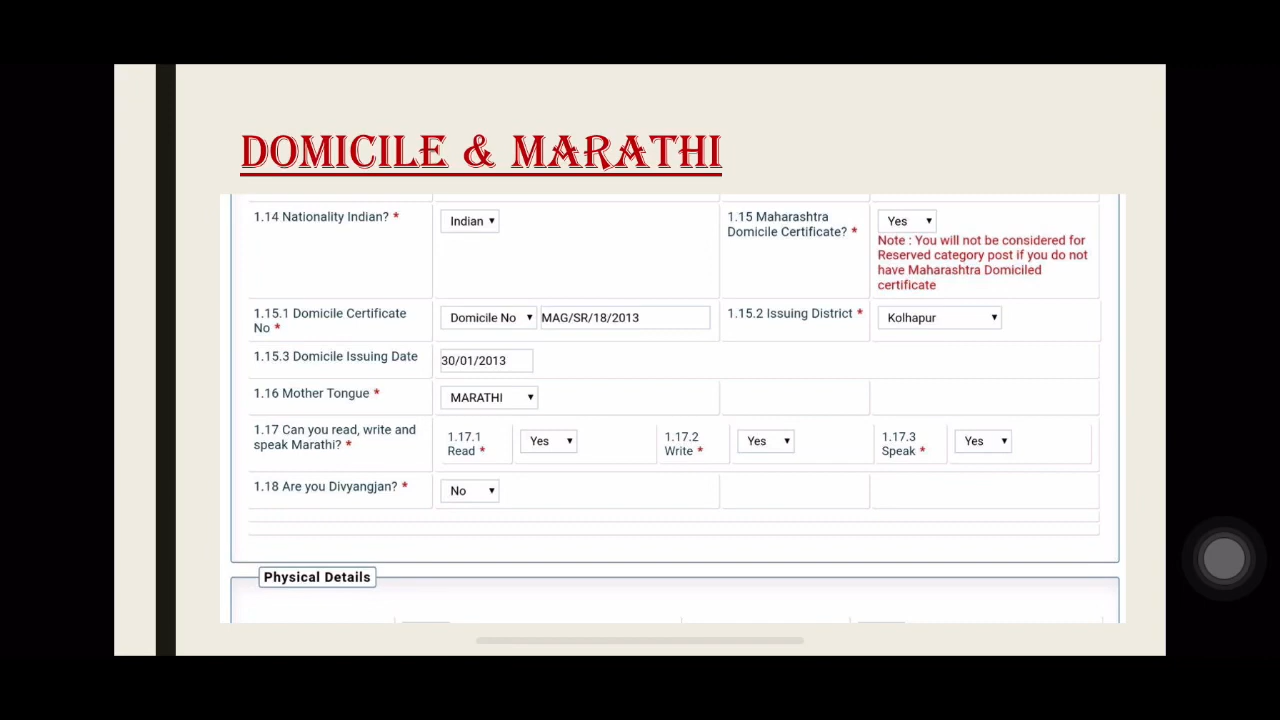 DOMICILE & MARATHI
1.14 Nationality Indian? *
Indian
1.15 Maharashtra
Domicile Certificate? *
Yes
Note : You will not be considered for
Reserved category post if you do not
have Maharashtra Domiciled
certificate
1.15.1 Domicile Certificate
No *
Domicile No
MAG/SR/18/2013
1.15.2 Issuing District *
Kolhapur
1.15.3 Domicile Issuing Date
30/01/2013
1.16 Mother Tongue *
MARATHI
1.17 Can you read, write and
speak Marathi? *
1.17.1
Read *
Yes
1.17.2
Write *
Yes
1.17.3
Speak *
Yes
1.18 Are you Divyangjan? *
No
Physical Details